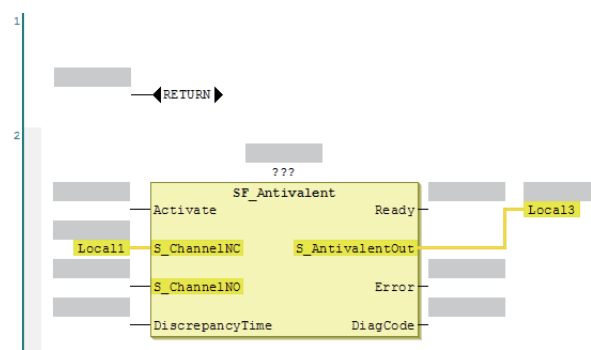 1
RETURN
2
???
SF_Antivalent
Activate Ready
Local3
Local1 S_ChannelNC S_AntivalentOut
S_ChannelNO Error
DiscrepancyTime DiagCode